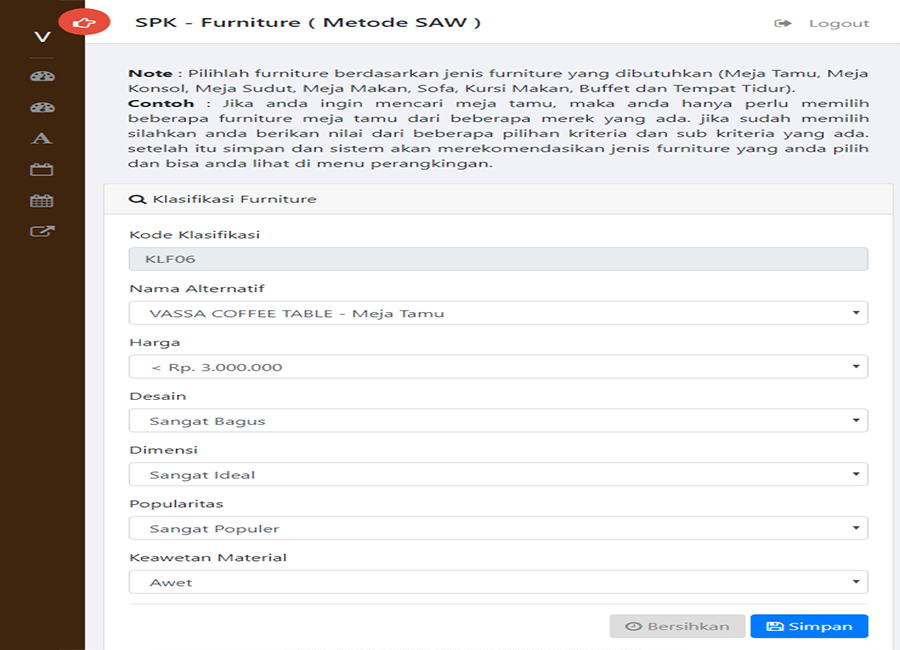 V
SPK - Furniture ( Metode SAW )
Logout
Note : Pilihlah furniture berdasarkan jenis furniture yang dibutuhkan (Meja Tamu, Meja
Konsol, Meja Sudut, Meja Makan, Sofa, Kursi Makan, Buffet dan Tempat Tidur).
Contoh : Jika anda ingin mencari meja tamu, maka anda hanya perlu memilih
beberapa furniture meja tamu dari beberapa merek yang ada. jika sudah memilih
silahkan anda berikan nilai dari beberapa pilihan kriteria dan sub kriteria yang ada.
setelah itu simpan dan sistem akan merekomendasikan jenis furniture yang anda pilih
dan bisa anda lihat di menu perangkingan.
Klasifikasi Furniture
Kode Klasifikasi
KLF06
Nama Alternatif
VASSA COFFEE TABLE - Meja Tamu
Harga
< Rp. 3.000.000
Desain
Sangat Bagus
Dimensi
Sangat Ideal
Popularitas
Sangat Populer
Keawetan Material
Awet
Bersihkan
Simpan